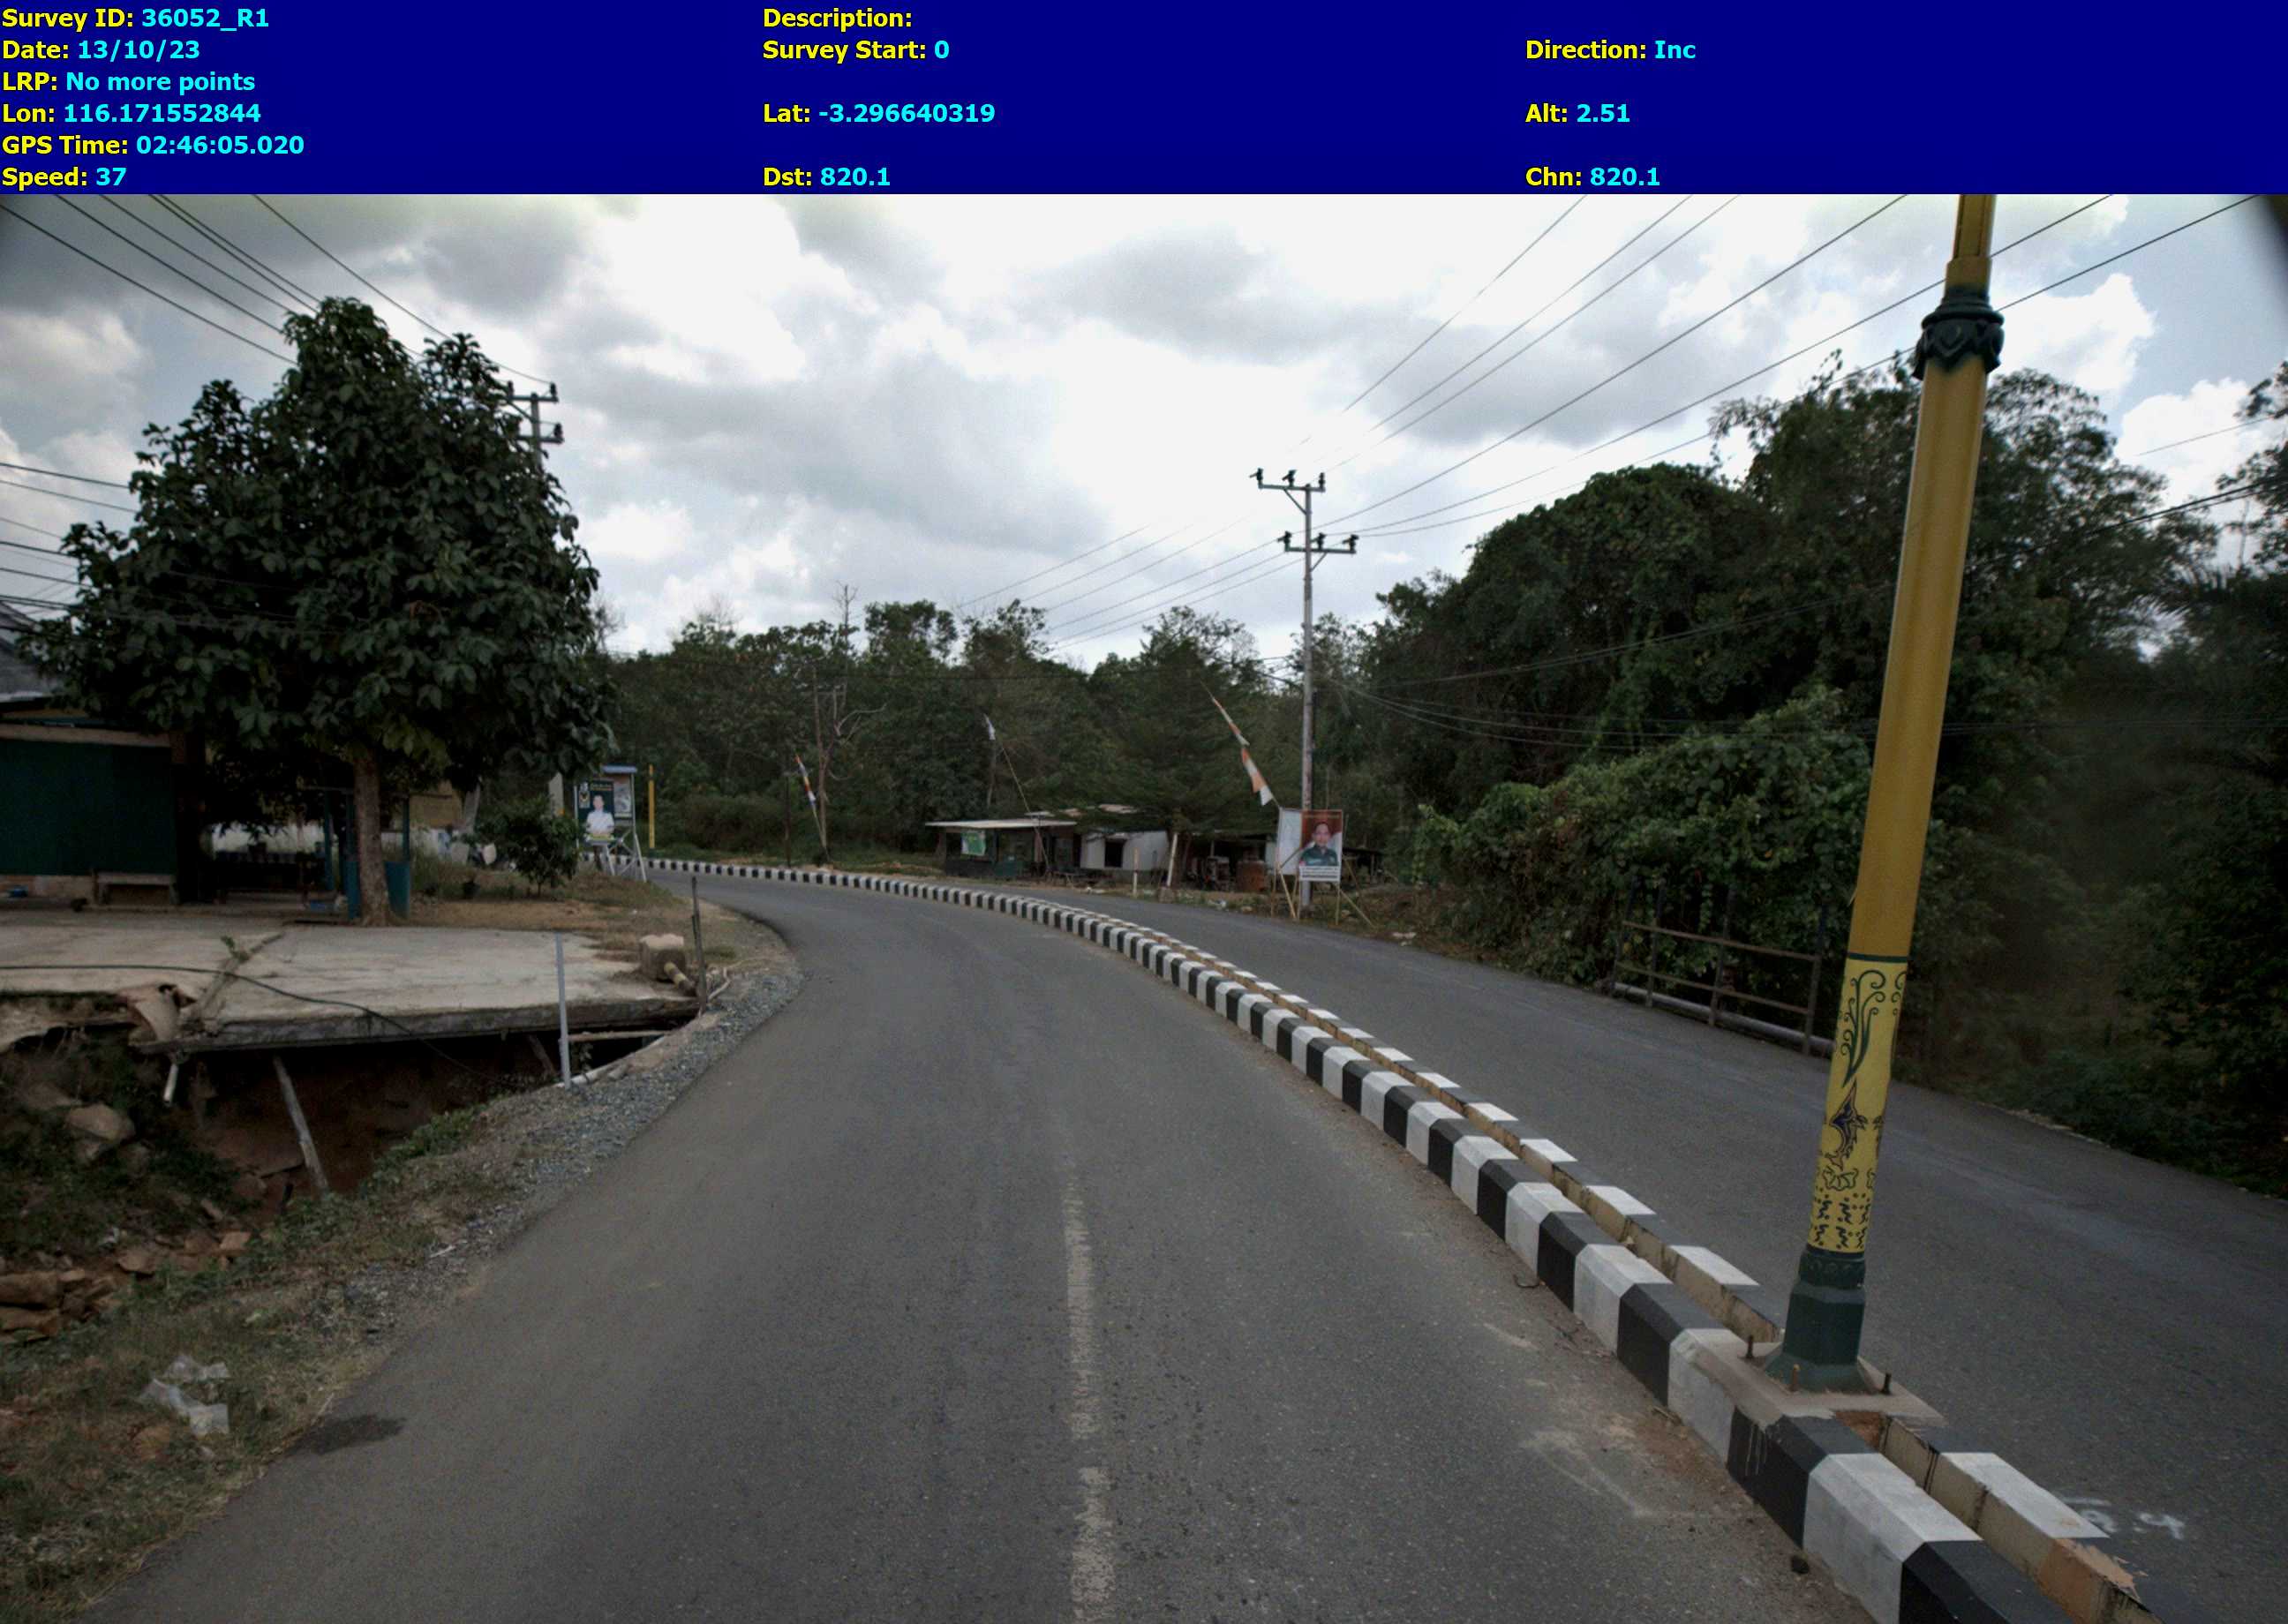 Survey ID: 36052_R1
Description:
Date: 13/10/23
Survey Start: 0
Direction: Inc
LRP: No more points
Lon: 116.171552844
Lat: -3.296640319
Alt: 2.51
GPS Time: 02:46:05.020
Speed: 37
Dst: 820.1
Chn: 820.1